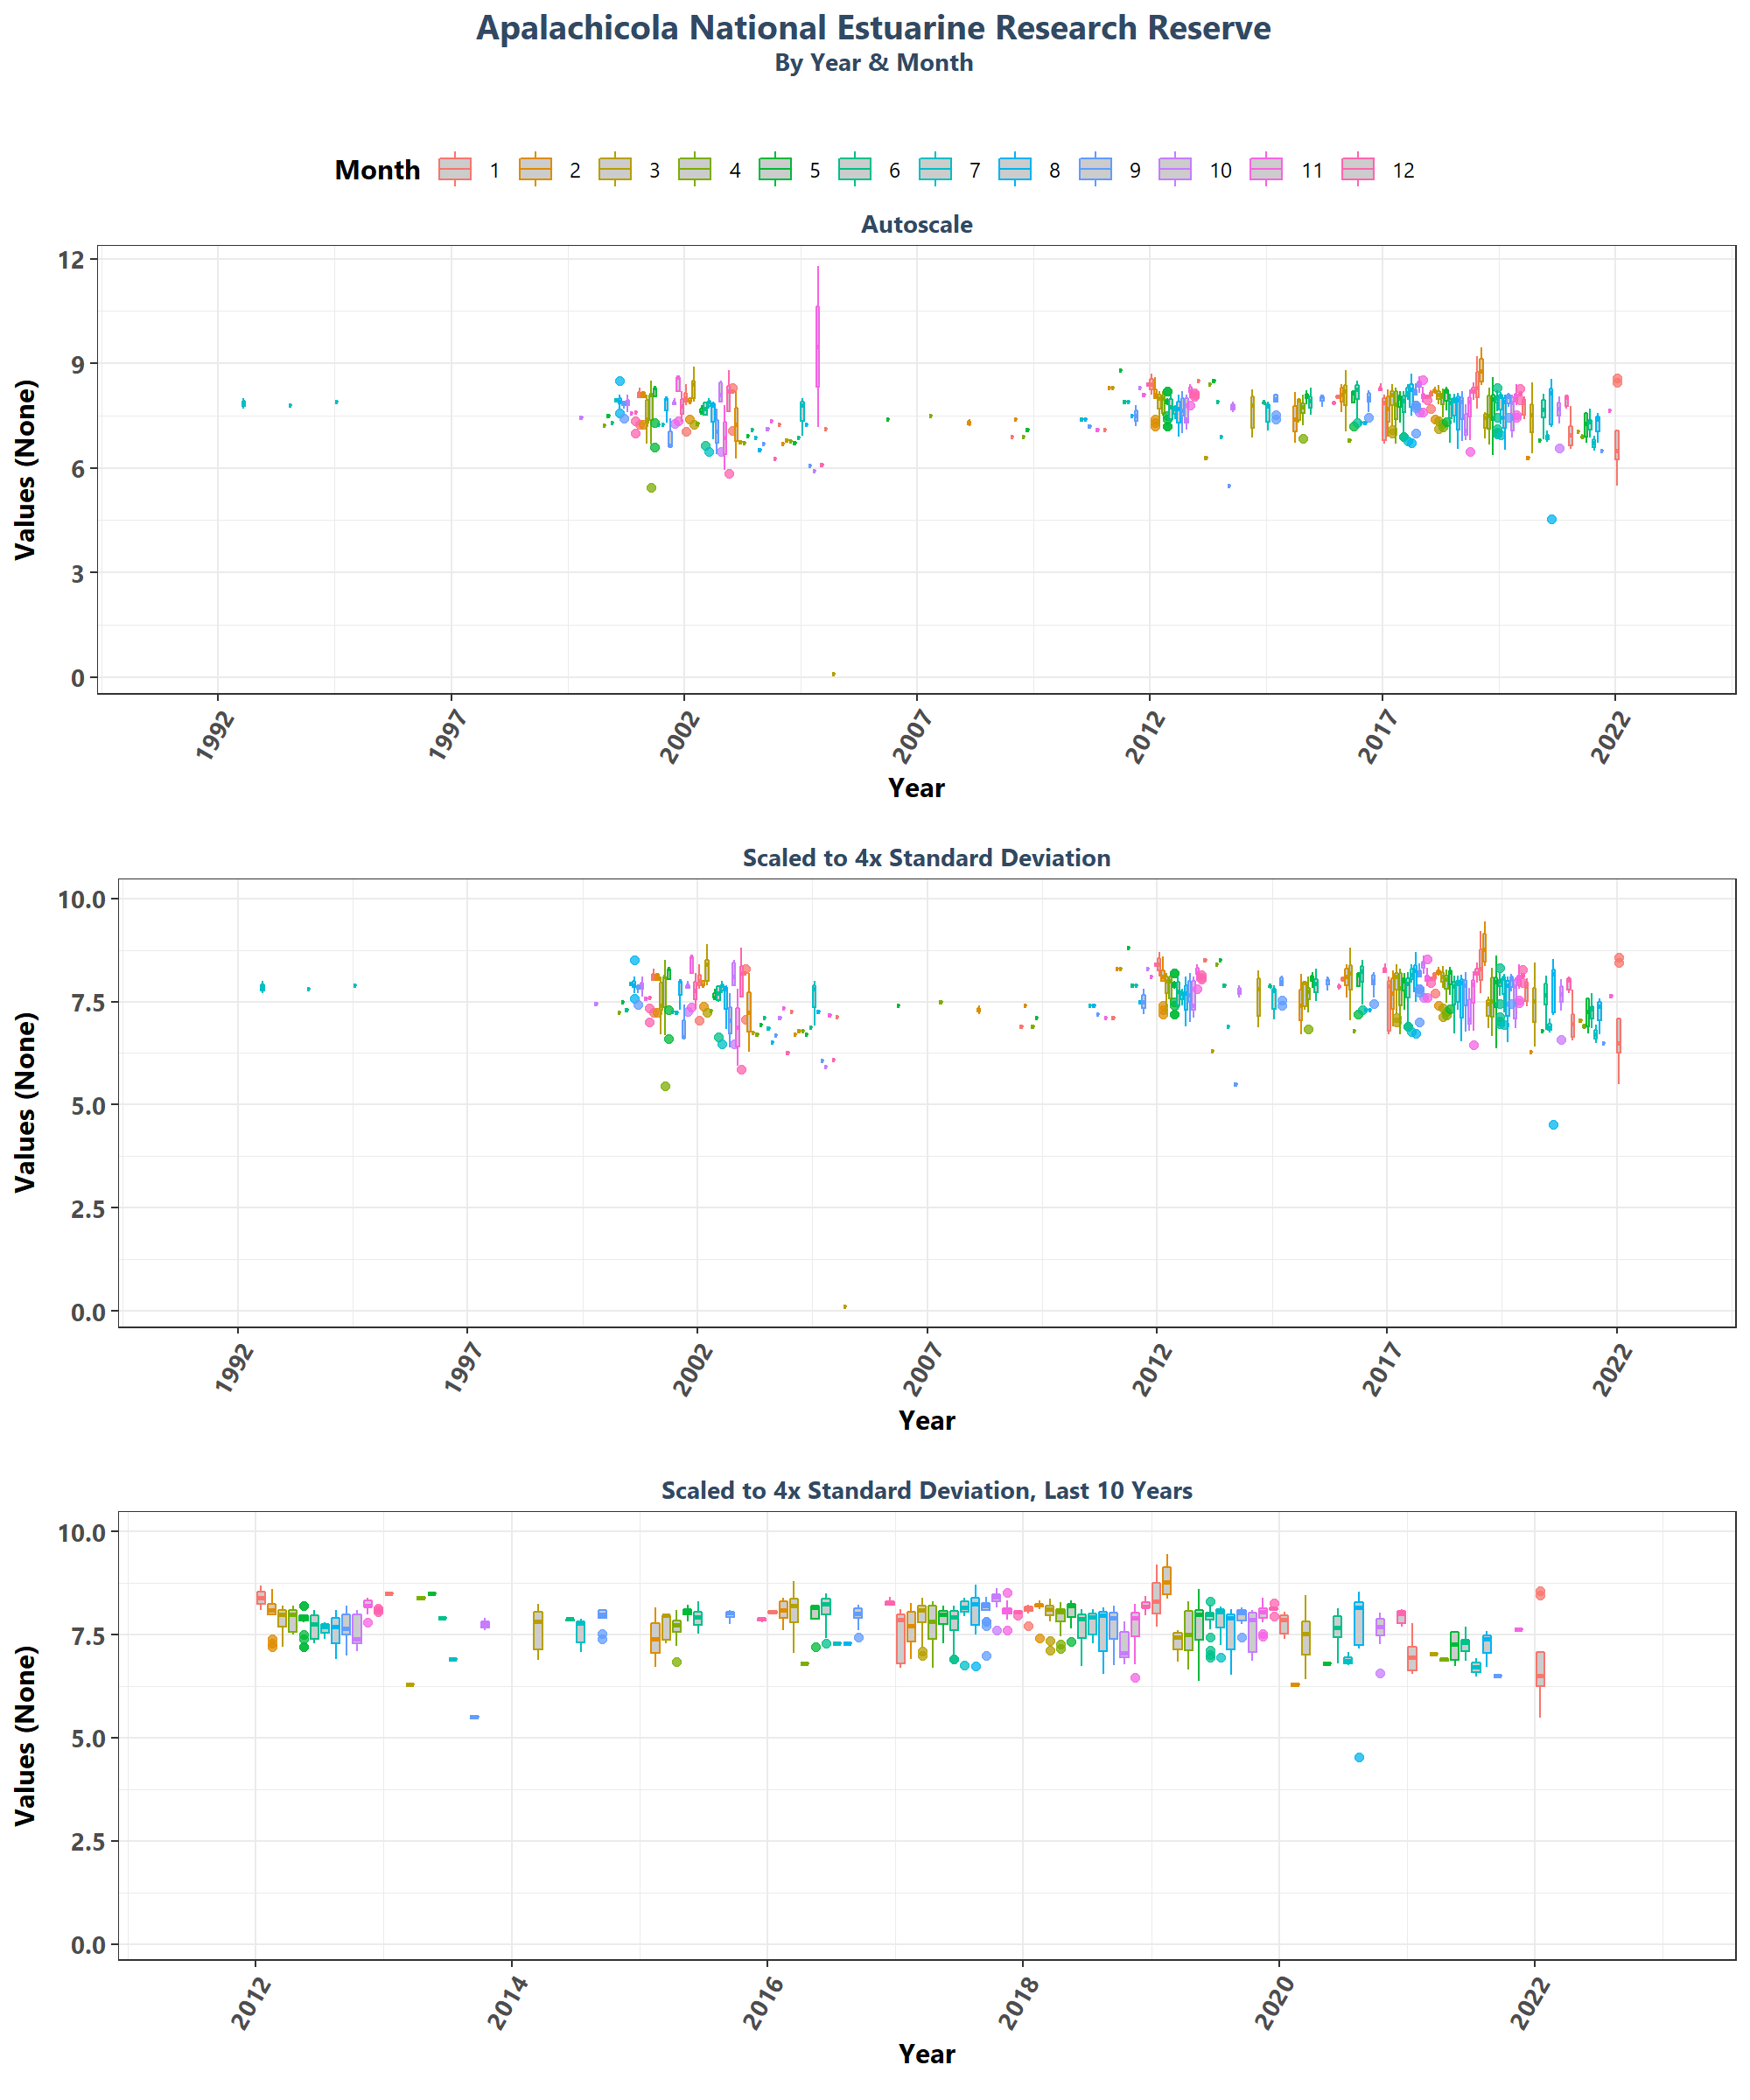 Apalachicola National Estuarine Research Reserve
By Year & Month
Month 1 2 3 4 5 6 7 8 9 10 11 12
Autoscale
Values (None)
12
9
6
3
0
1992 1997 2002 2007 2012 2017 2022
Year
Scaled to 4x Standard Deviation
Values (None)
10.0
7.5
5.0
2.5
0.0
1992 1997 2002 2007 2012 2017 2022
Year
Scaled to 4x Standard Deviation, Last 10 Years
Values (None)
10.0
7.5
5.0
2.5
0.0
2012 2014 2016 2018 2020 2022
Year